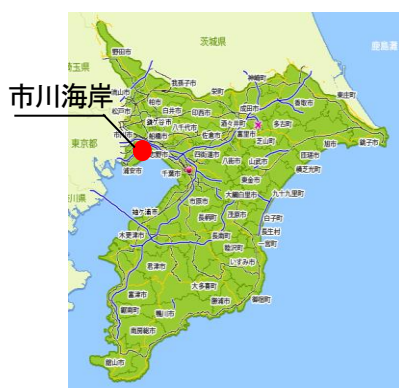 茨城県
鹿島灘
野田市
埼玉県
我孫子市
神崎町
東庄町
流山市
柏市
栄町
成田市
香取市
市川海岸
松戸市
白井市
印西市
鎌ケ谷市
酒々井町
多古町
八千代市
佐倉市
富里市
旭市
銚子市
船橋市
芝山町
匝瑳市
東京都
四街道市
八街市
山武市
横芝光町
浦安市
千葉市
東金市
大網白里市
九十九里町
市原市
袖ケ浦市
長柄町
茂原市
白子町
木更津市
長南町
長生村
一宮町
睦沢町
君津市
いすみ市
大多喜町
富津市
勝浦市
御宿町
鋸南町
鴨川市
南房総市
館山市